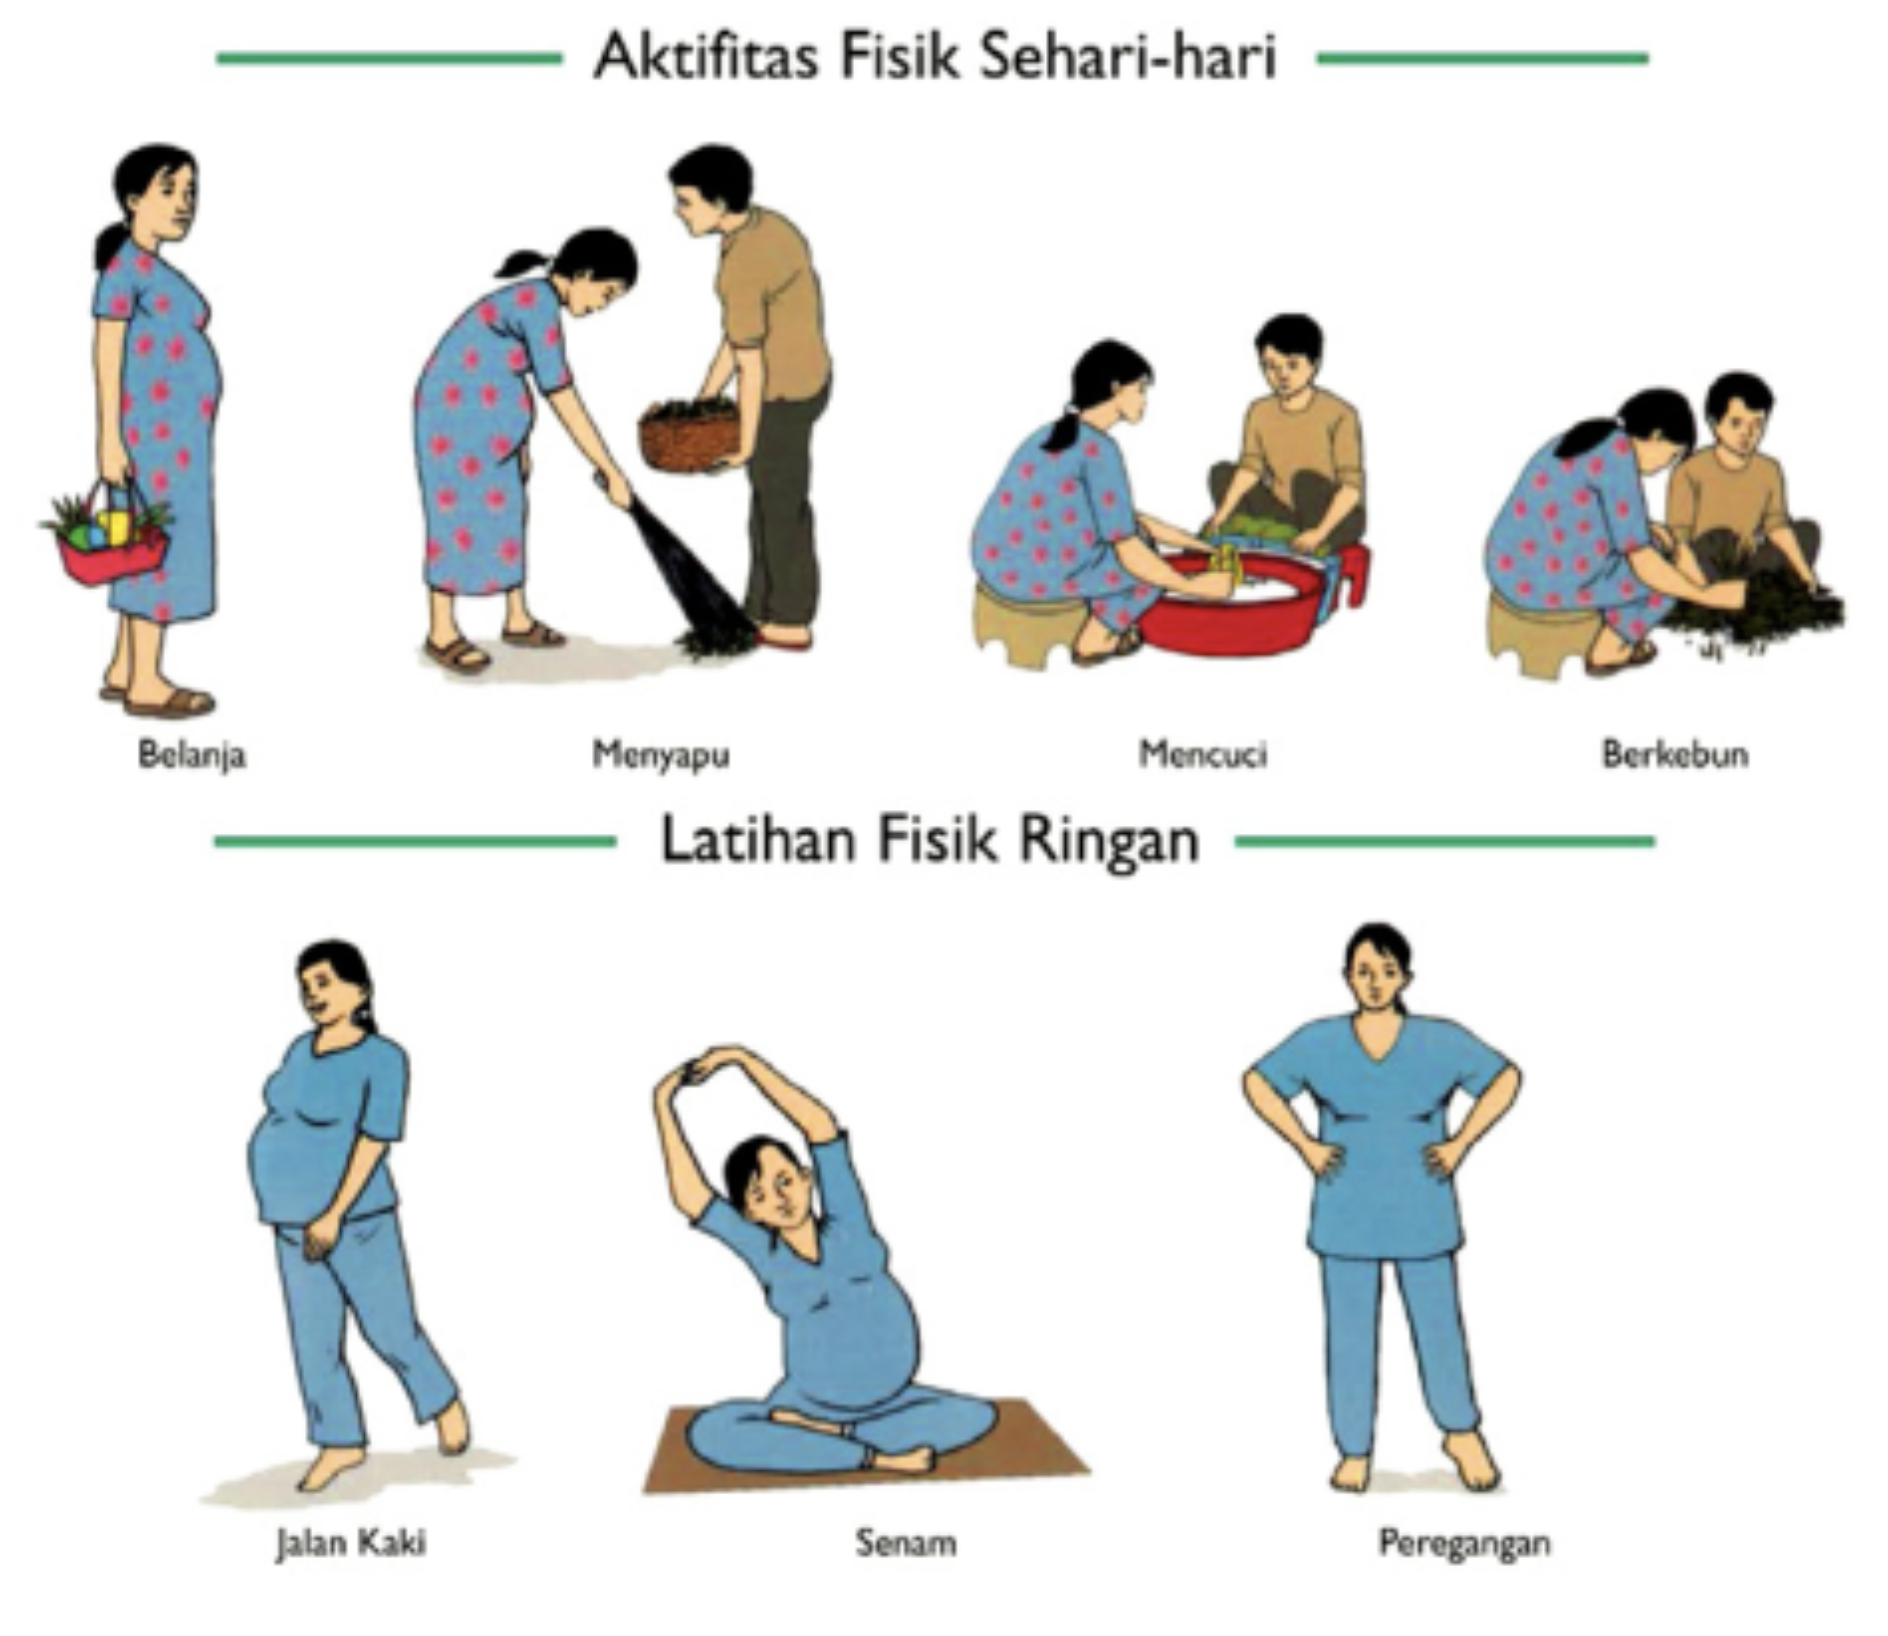 Aktifitas Fisik Sehari-hari
Belanja
Menyapu
Mencuci
Berkebun
Latihan Fisik Ringan
Jalan Kaki
Senam
Peregangan